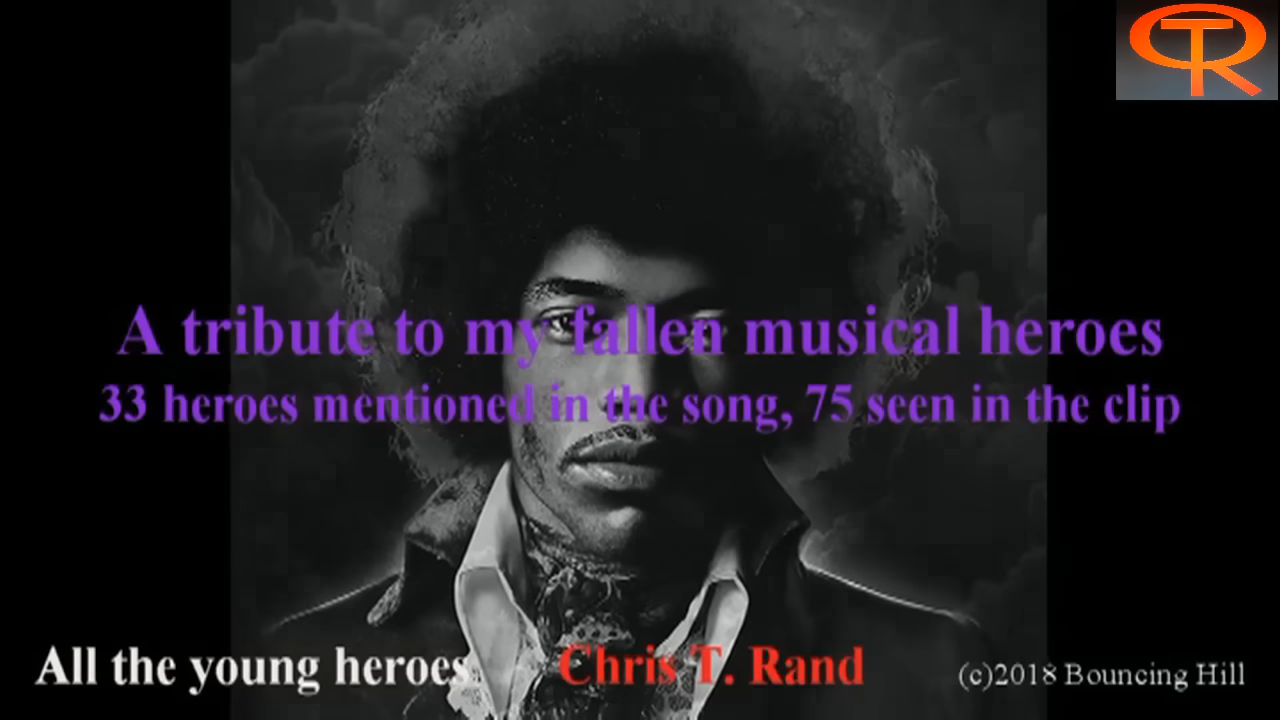 A tribute to my fallen musical heroes
33 heroes mentioned in the song, 75 seen in the clip
All the young heroes Chris T. Rand (c)2018 Bouncing Hill